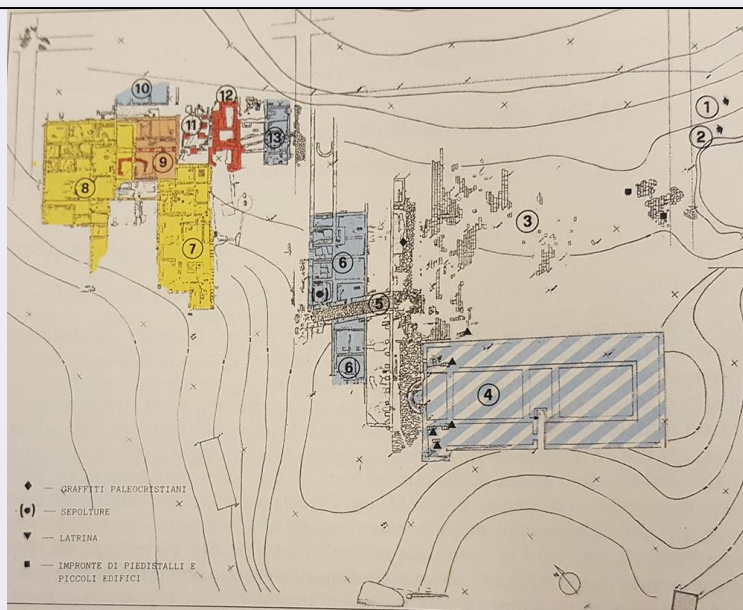 10
12
1
11
13
2
9
8
3
7
6
5
6
4
GRAFFITI PALEOCRISTIANI
SEPOLTURE
LATRINA
IMPRONTE DI PIEDISTALLI E
PICCOLI EDIFICI